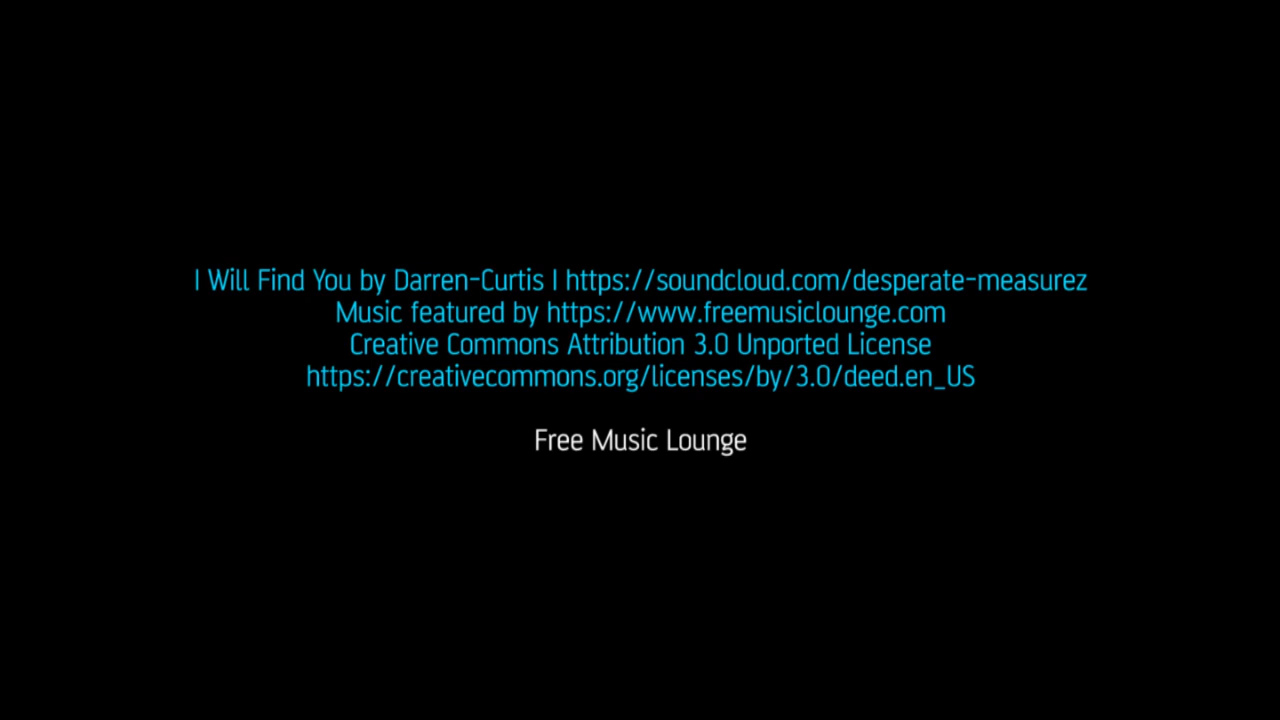 I Will Find You by Darren-Curtis | https://soundcloud.com/desperate-measurez
Music featured by https://www.freemusiclounge.com
Creative Commons Attribution 3.0 Unported License
https://creativecommons.org/licenses/by/3.0/deed.en_US
Free Music Lounge